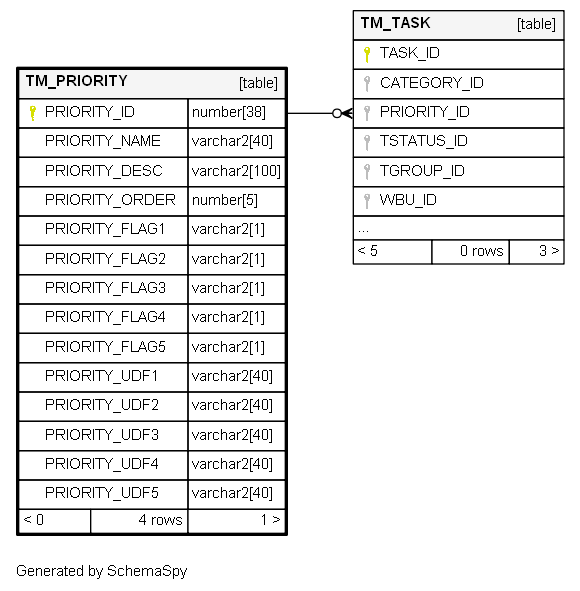 TM_PRIORITY [table]
PRIORITY_ID number[38]
PRIORITY_NAME varchar2[40]
PRIORITY_DESC varchar2[100]
PRIORITY_ORDER number[5]
PRIORITY_FLAG1 varchar2[1]
PRIORITY_FLAG2 varchar2[1]
PRIORITY_FLAG3 varchar2[1]
PRIORITY_FLAG4 varchar2[1]
PRIORITY_FLAG5 varchar2[1]
PRIORITY_UDF1 varchar2[40]
PRIORITY_UDF2 varchar2[40]
PRIORITY_UDF3 varchar2[40]
PRIORITY_UDF4 varchar2[40]
PRIORITY_UDF5 varchar2[40]
< 0 4 rows 1 >
TM_TASK [table]
TASK_ID
CATEGORY_ID
PRIORITY_ID
TSTATUS_ID
TGROUP_ID
WBU_ID
...
< 5 0 rows 3 >
Generated by SchemaSpy